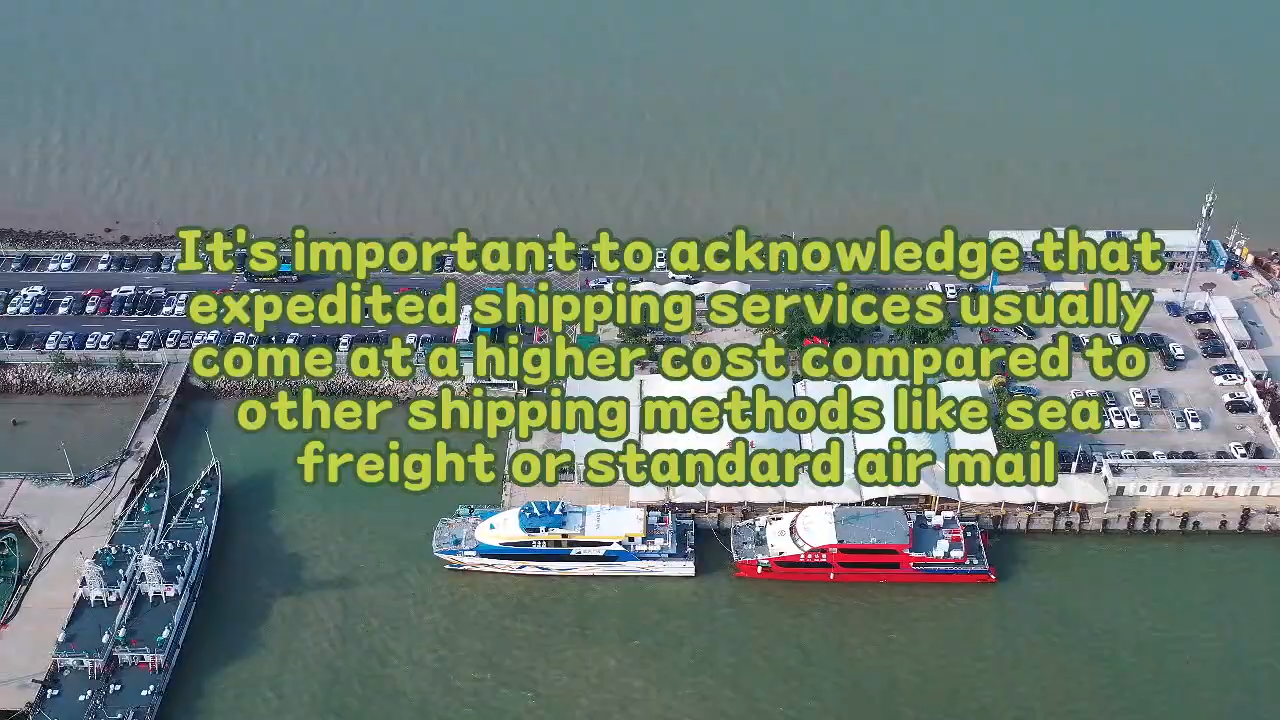 It's important to acknowledge that
expedited shipping services usually
come at a higher cost compared to
other shipping methods like sea
freight or standard air mail